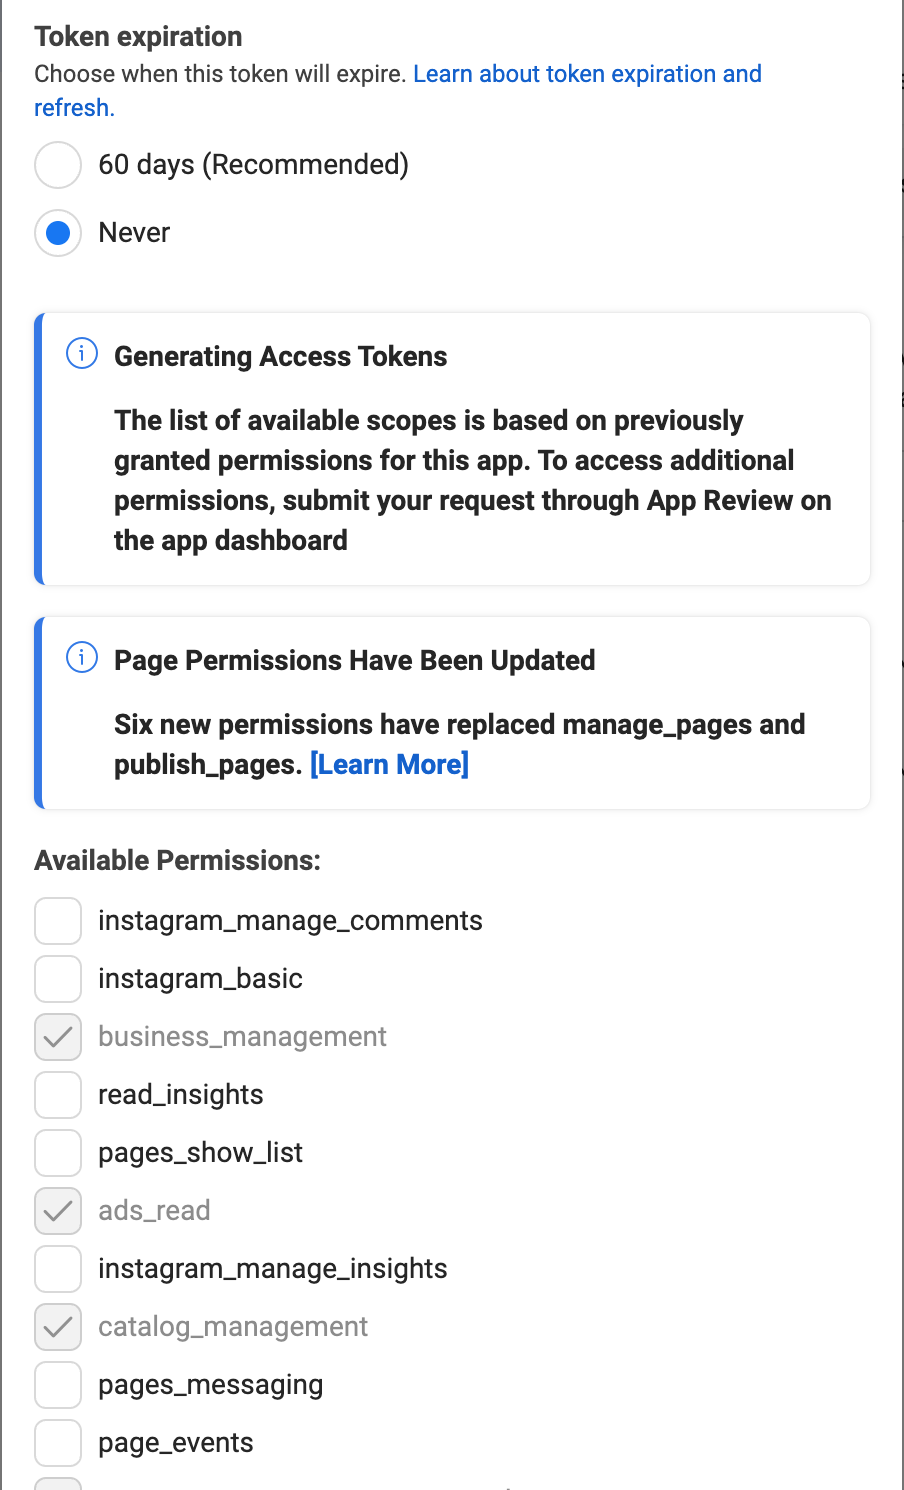 Token expiration
Choose when this token will expire. Learn about token expiration and
refresh.
60 days (Recommended)
Never
Generating Access Tokens
The list of available scopes is based on previously
granted permissions for this app. To access additional
permissions, submit your request through App Review on
the app dashboard
Page Permissions Have Been Updated
Six new permissions have replaced manage_pages and
publish_pages. [Learn More]
Available Permissions:
instagram_manage_comments
instagram_basic
business_management
read_insights
pages_show_list
ads_read
instagram_manage_insights
catalog_management
pages_messaging
page_events